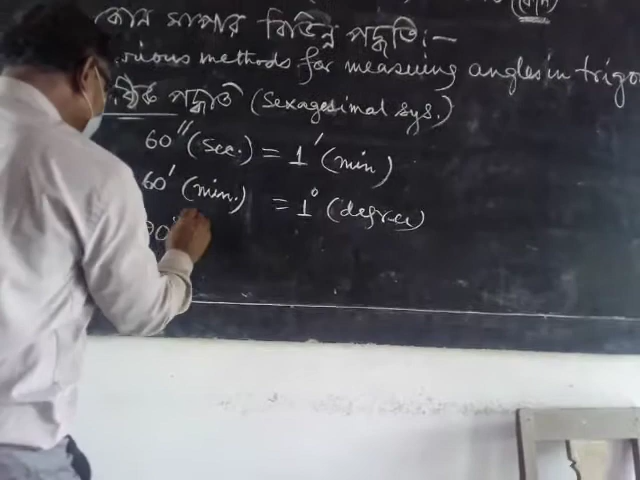 কোন মাপার বিভিন্ন পদ্ধতি :-
methods for measuring angles in
পদ্ধতি (Sexagesimal sys.)
60'' (Sec.) = 1' (min)
60' (min.) = 1° (degree)